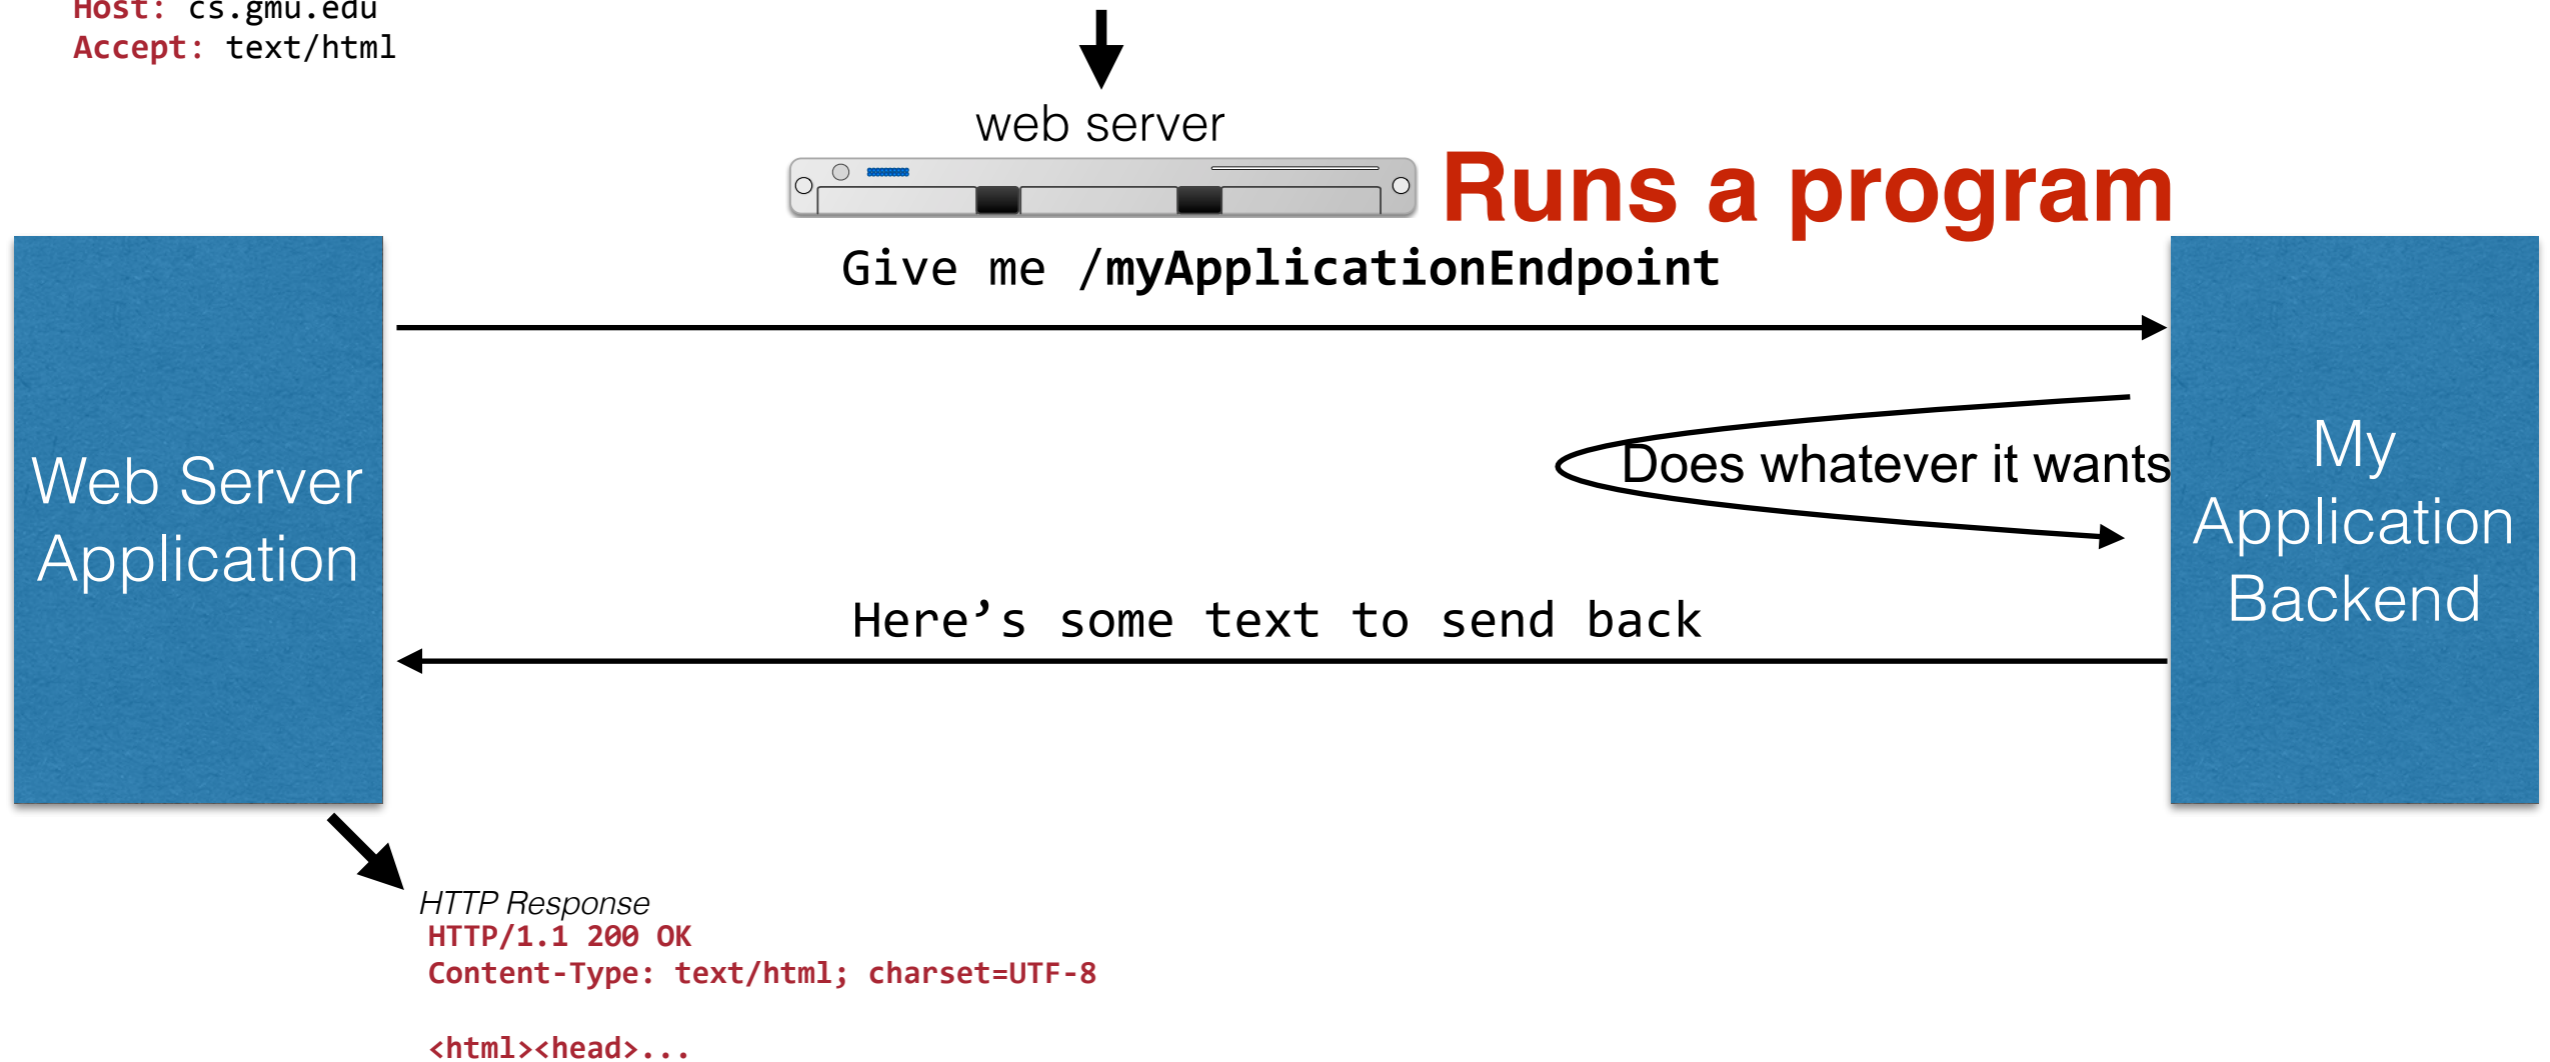 Host: cs.gmu.edu
Accept: text/html
web server
Runs a program
Give me /myApplicationEndpoint
Does whatever it wants
Web Server
Application
My
Application
Backend
Here’s some text to send back
HTTP Response
HTTP/1.1 200 OK
Content-Type: text/html; charset=UTF-8
<html><head>...